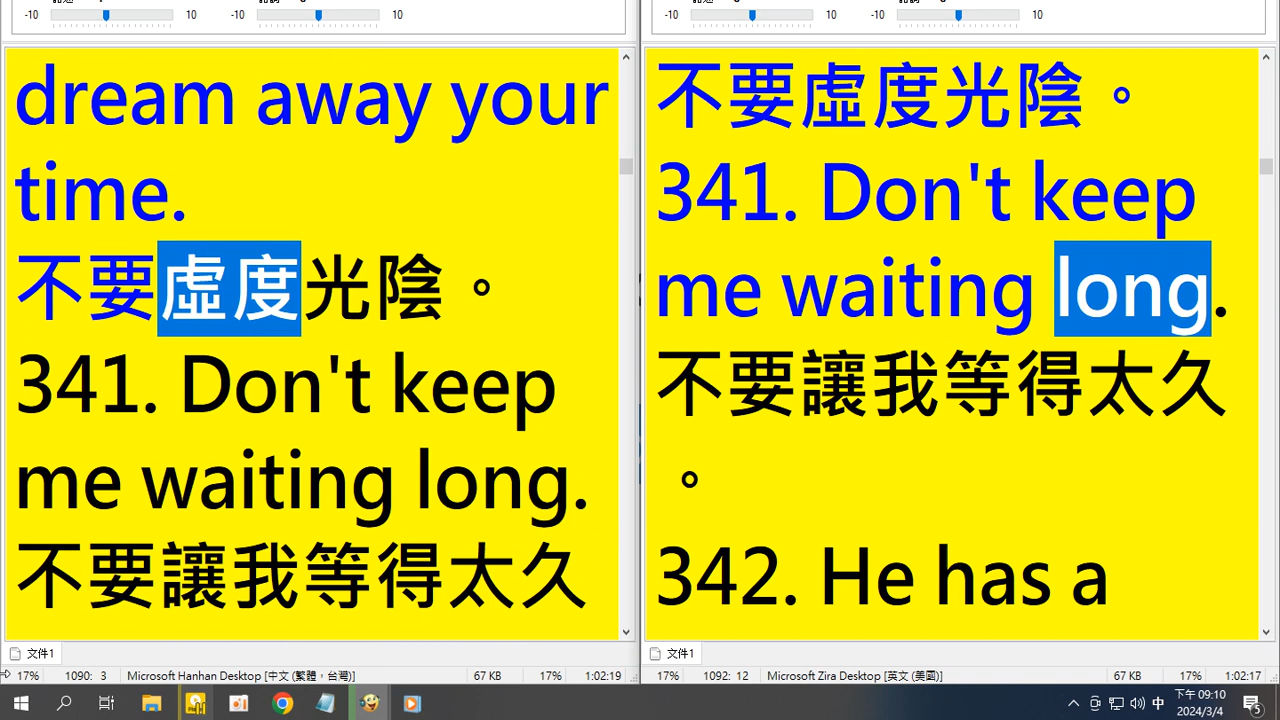 -10 10 -10 10
dream away your
time.
不要虛度光陰。
341. Don't keep
me waiting long.
不要讓我等得太久
文件1
17% 1090: 3 Microsoft Hanhan Desktop [中文 (繁體，台灣)] 67 KB 17% 1:02:19
-10 10 -10 10
不要虛度光陰。
341. Don't keep
me waiting long.
不要讓我等得太久
。
342. He has a
文件1
17% 1092: 12 Microsoft Zira Desktop [英文 (美國)] 67 KB 17% 1:02:17
中
下午 09:10
2024/3/4
5